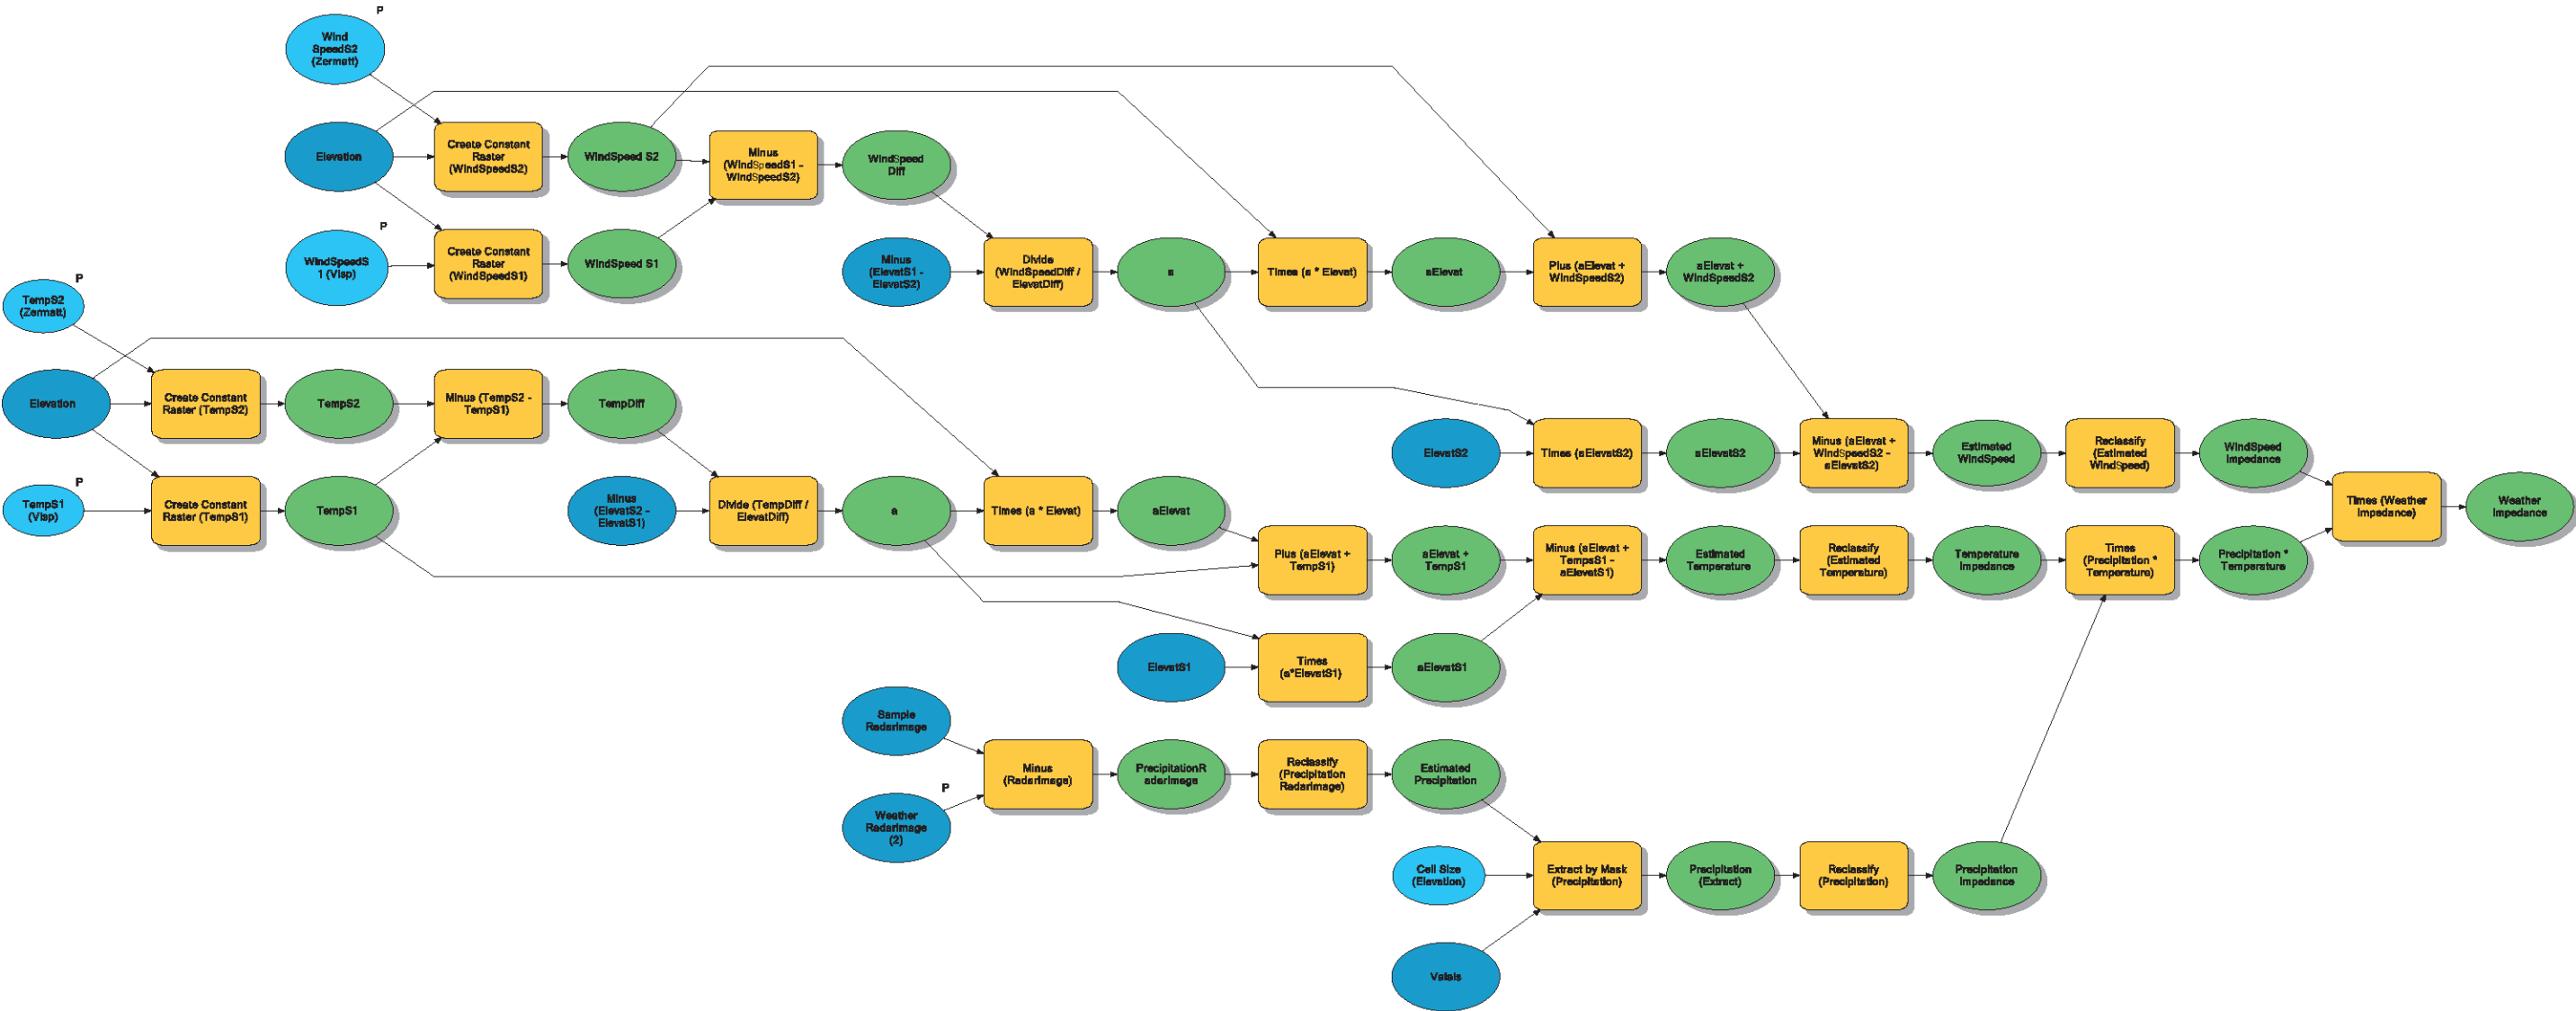 P
Wind
SpeedS2
(Zermatt)
Elevation
Create Constant
Raster
(WindSpeedS2)
WindSpeed S2
Minus
(WindSpeedS1 -
WindSpeedS2)
WindSpeed
Diff
P
WindSpeedS
1 (Visp)
Create Constant
Raster
(WindSpeedS1)
WindSpeed S1
Minus
(ElevatS1 -
ElevatS2)
Divide
(WindSpeedDiff /
ElevatDiff)
a
Times (a * Elevat)
aElevat
Plus (aElevat +
WindSpeedS2)
aElevat +
WindSpeedS2
P
TempS2
(Zermatt)
Elevation
Create Constant
Raster (TempS2)
TempS2
Minus (TempS2 -
TempS1)
TempDiff
ElevatS2
Times (aElevatS2)
aElevatS2
Minus (aElevat +
WindSpeedS2 -
aElevatS2)
Estimated
WindSpeed
Reclassify
(Estimated
WindSpeed)
WindSpeed
Impedance
P
TempS1
(Visp)
Create Constant
Raster (TempS1)
TempS1
Minus
(ElevatS2 -
ElevatS1)
Divide (TempDiff /
ElevatDiff)
a
Times (a * Elevat)
aElevat
Times (Weather
Impedance)
Weather
Impedance
Plus (aElevat +
TempS1)
aElevat +
TempS1
Minus (aElevat +
TempsS1 -
aElevatS1)
Estimated
Temperature
Reclassify
(Estimated
Temperature)
Temperature
Impedance
Times
(Precipitation *
Temperature)
Precipitation *
Temperature
ElevatS1
Times
(a*ElevatS1)
aElevatS1
Sample
RadarImage
Minus
(RadarImage)
PrecipitationR
adarImage
Reclassify
(Precipitation
RadarImage)
Estimated
Precipitation
P
Weather
RadarImage
(2)
Cell Size
(Elevation)
Extract by Mask
(Precipitation)
Precipitation
(Extract)
Reclassify
(Precipitation)
Precipitation
Impedance
Valais